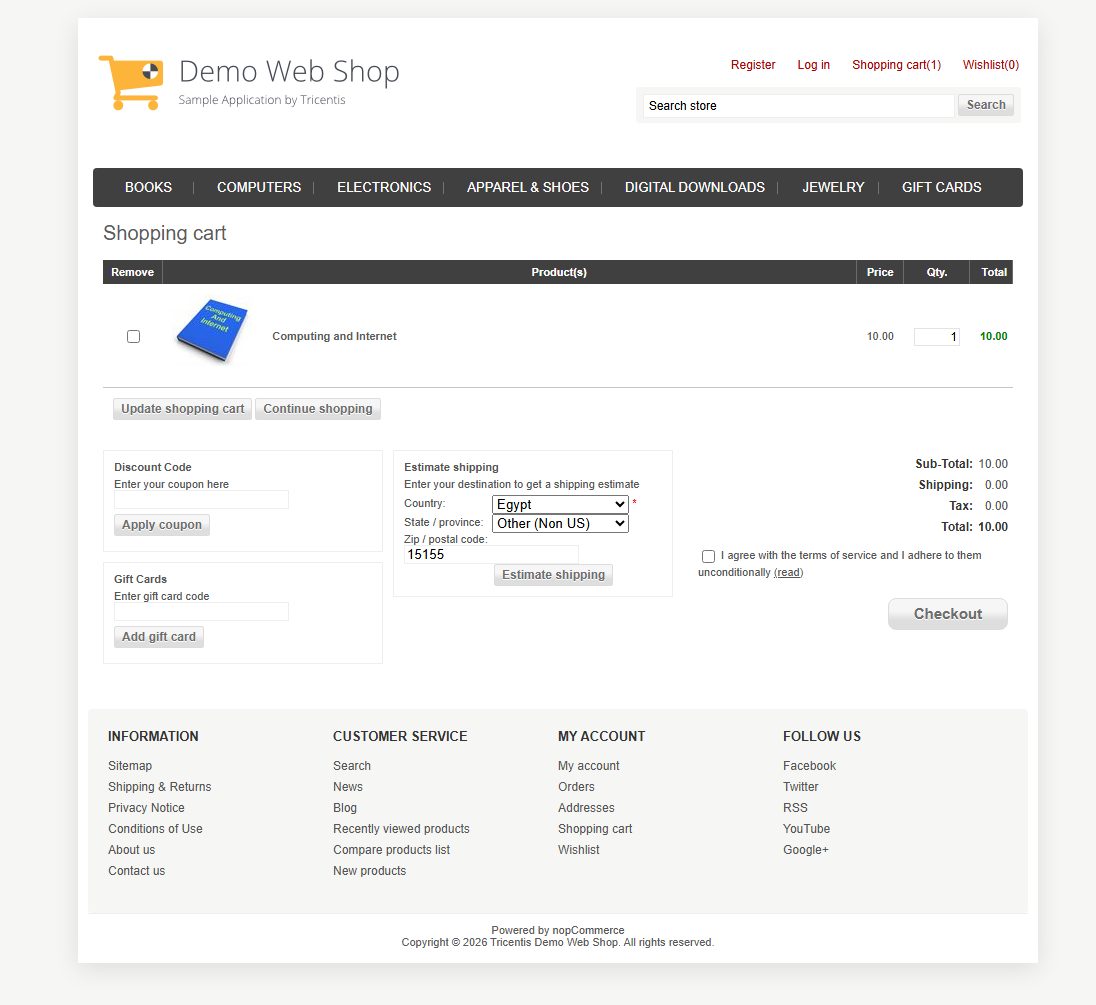 Demo Web Shop
Sample Application by Tricentis
Register Log in Shopping cart(1) Wishlist(0)
Search store Search
BOOKS COMPUTERS ELECTRONICS APPAREL & SHOES DIGITAL DOWNLOADS JEWELRY GIFT CARDS
Shopping cart
Remove Product(s) Price Qty. Total
Computing
And
Internet
Computing and Internet 10.00 1 10.00
Update shopping cart Continue shopping
Discount Code
Enter your coupon here
Apply coupon
Gift Cards
Enter gift card code
Add gift card
Estimate shipping
Enter your destination to get a shipping estimate
Country: Egypt *
State / province: Other (Non US)
Zip / postal code:
15155
Estimate shipping
Sub-Total: 10.00
Shipping: 0.00
Tax: 0.00
Total: 10.00
I agree with the terms of service and I adhere to them
unconditionally (read)
Checkout
INFORMATION
Sitemap
Shipping & Returns
Privacy Notice
Conditions of Use
About us
Contact us
CUSTOMER SERVICE
Search
News
Blog
Recently viewed products
Compare products list
New products
MY ACCOUNT
My account
Orders
Addresses
Shopping cart
Wishlist
FOLLOW US
Facebook
Twitter
RSS
YouTube
Google+
Powered by nopCommerce
Copyright © 2026 Tricentis Demo Web Shop. All rights reserved.